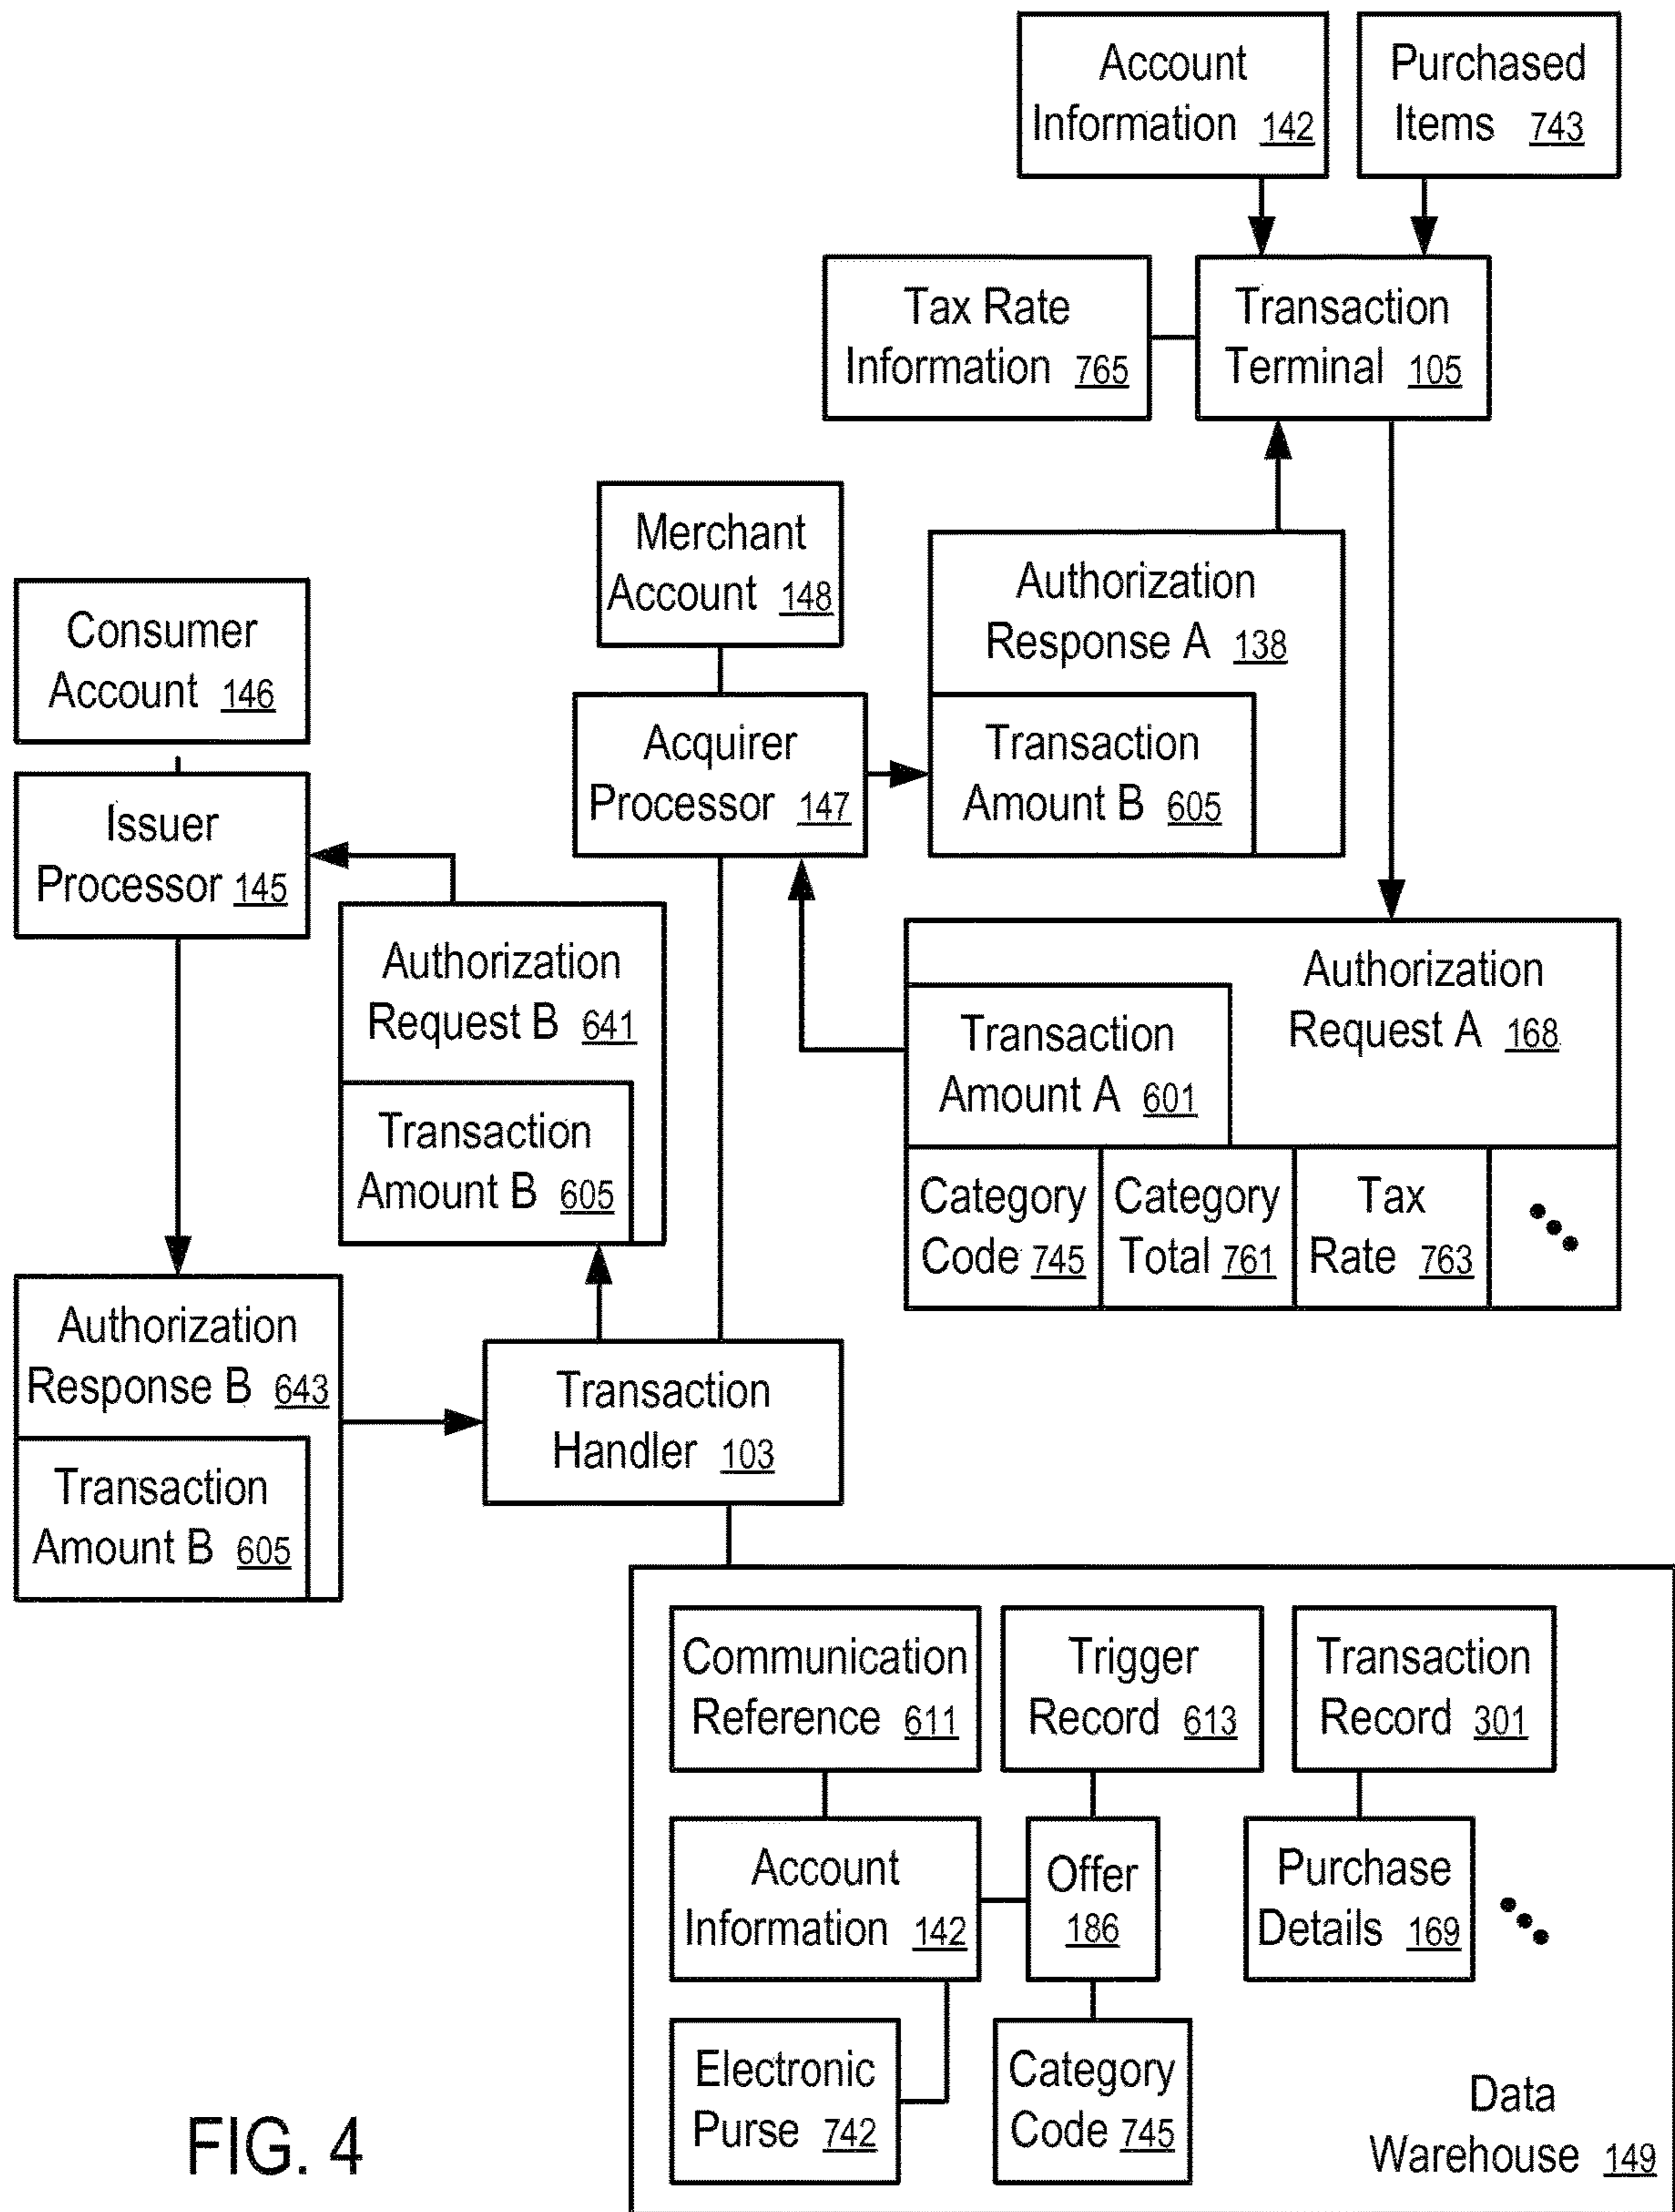 Account
Information 142
Purchased
Items 743
Tax Rate
Information 765
Transaction
Terminal 105
Merchant
Account 148
Authorization
Response A 138
Transaction
Amount B 605
Consumer
Account 146
Acquirer
Processor 147
Issuer
Processor 145
Authorization
Request B 641
Transaction
Amount B 605
Authorization
Request A 168
Transaction
Amount A 601
Category
Code 745
Category
Total 761
Tax
Rate 763
Authorization
Response B 643
Transaction
Amount B 605
Transaction
Handler 103
Communication
Reference 611
Trigger
Record 613
Transaction
Record 301
Account
Information 142
Offer
186
Purchase
Details 169
Electronic
Purse 742
Category
Code 745
Data
Warehouse 149
FIG. 4